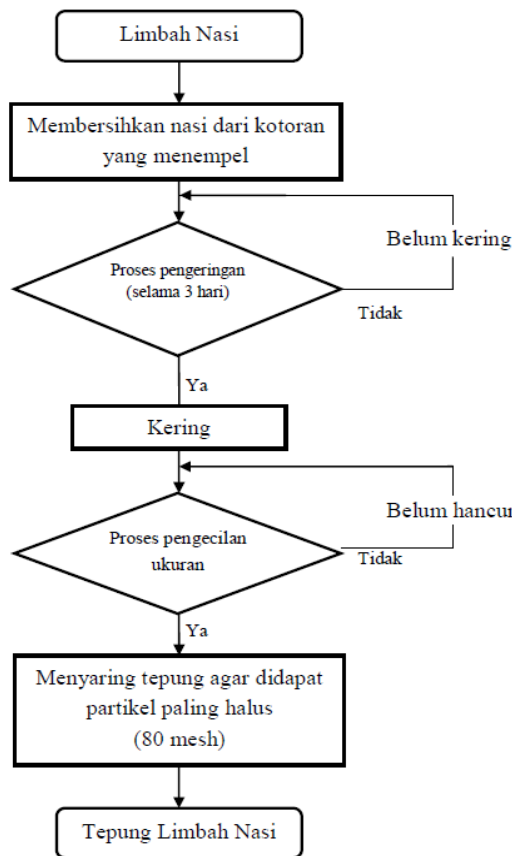 Limbah Nasi
Membersihkan nasi dari kotoran
yang menempel
Belum kering
Proses pengeringan
(selama 3 hari)
Tidak
Ya
Kering
Belum hancur
Proses pengecilan
ukuran
Tidak
Ya
Menyaring tepung agar didapat
partikel paling halus
(80 mesh)
Tepung Limbah Nasi